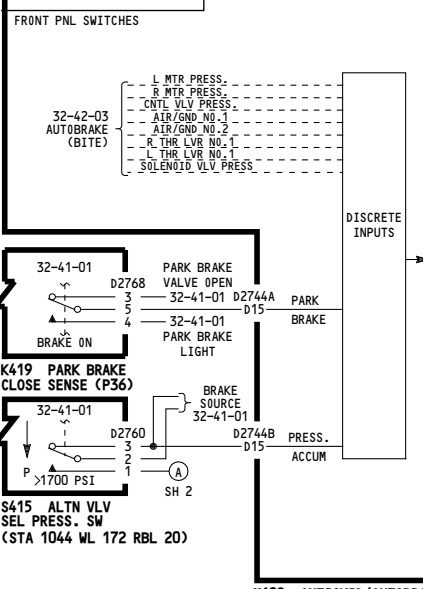 FRONT PNL SWITCHES
32-42-03
AUTOBRAKE
(BITE)
L MTR PRESS.
R MTR PRESS.
CNTL VLV PRESS.
AIR/GND NO.1
AIR/GND NO.2
R THR LVR NO.1
L THR LVR NO.1
SOLENOID VLV PRESS
DISCRETE
INPUTS
32-41-01
BRAKE ON
D2768
3
5
4
PARK BRAKE
VALVE OPEN
32-41-01
32-41-01
PARK BRAKE
LIGHT
D2744A
D15
PARK
BRAKE
K419 PARK BRAKE
CLOSE SENSE (P36)
32-41-01
P
>1700 PSI
D2760
3
2
1
BRAKE
SOURCE
32-41-01
A
SH 2
D2744B
D15
PRESS.
ACCUM
S415 ALTN VLV
SEL PRESS. SW
(STA 1044 WL 172 RBL 20)